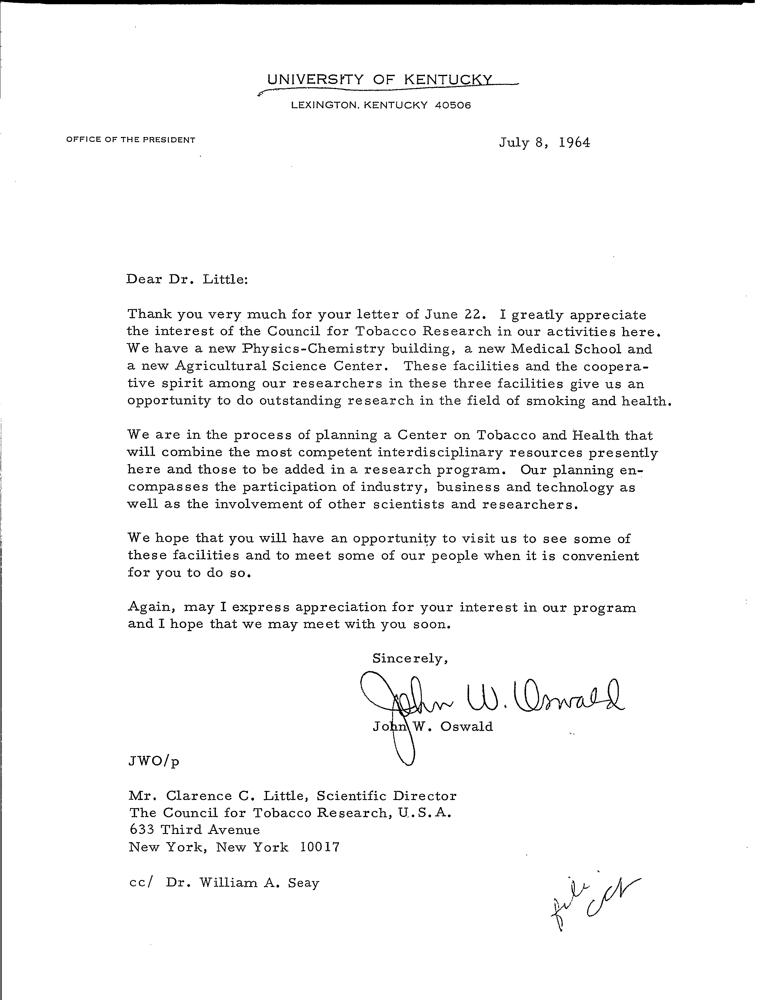 UNIVERSITY OF KENTUCKY
LEXINGTON, KENTUCKY 40506
OFFICE OF THE PRESIDENT
July 8, 1964
Dear Dr. Little:
Thank you very much for your letter of June 22. I greatly appreciate
the interest of the Council for Tobacco Research in our activities here.
We have a new Physics-Chemistry building, a new Medical School and
a new Agricultural Science Center. These facilities and the coopera-
tive spirit among our researchers in these three facilities give us an
opportunity to do outstanding research in the field of smoking and health.
We are in the process of planning a Center on Tobacco and Health that
will combine the most competent interdisciplinary resources presently
here and those to be added in a research program. Our planning en-
compasses the participation of industry, business and technology as
well as the involvement of other scientists and researchers.
We hope that you will have an opportunity to visit us to see some of
these facilities and to meet some of our people when it is convenient
for you to do so.
Again, may I express appreciation for your interest in our program
and I hope that we may meet with you soon.
Sincerely,
John W. Oswald
John W. Oswald
JWO/p
Mr. Clarence C. Little, Scientific Director
The Council for Tobacco Research, U.S.A.
633 Third Avenue
New York, New York 10017
cc/ Dr. William A. Seay
file